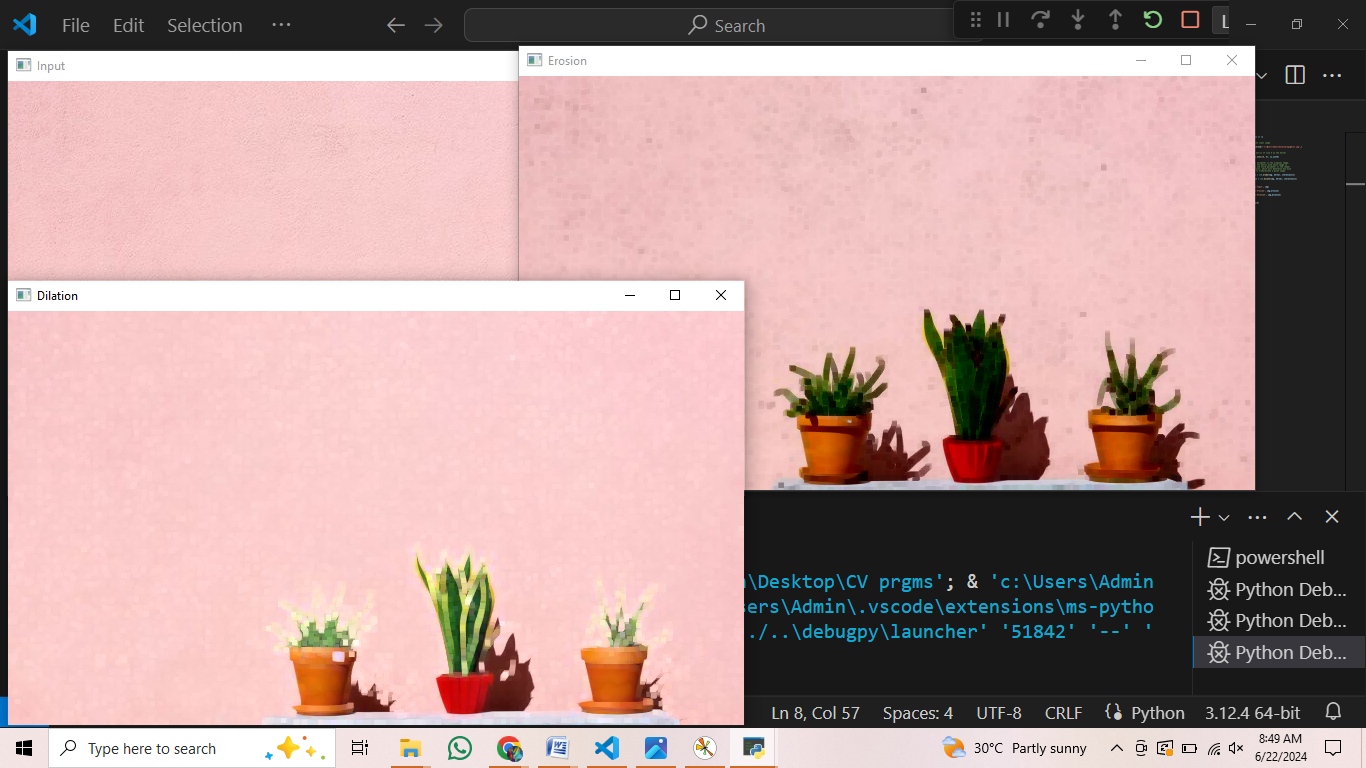 File Edit Selection ···
Search
L
Input
Erosion
Dilation
n\Desktop\CV prgms'; & 'c:\Users\Admin
sers\Admin\.vscode\extensions\ms-pytho
./..\debugpy\launcher' '51842' '--' '
powershell
Python Deb...
Python Deb...
Python Deb...
Ln 8, Col 57 Spaces: 4 UTF-8 CRLF Python 3.12.4 64-bit
Type here to search
30°C Partly sunny
8:49 AM
6/22/2024